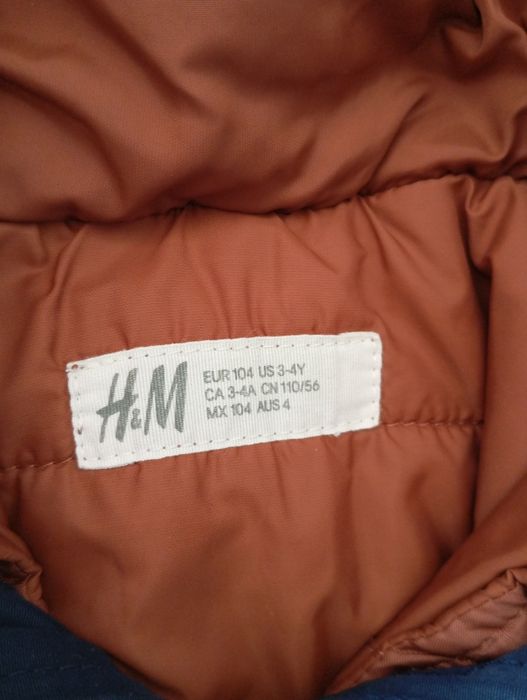 H&M
EUR 104 US 3-4Y
CA 3-4A CN 110/56
MX 104 AUS 4